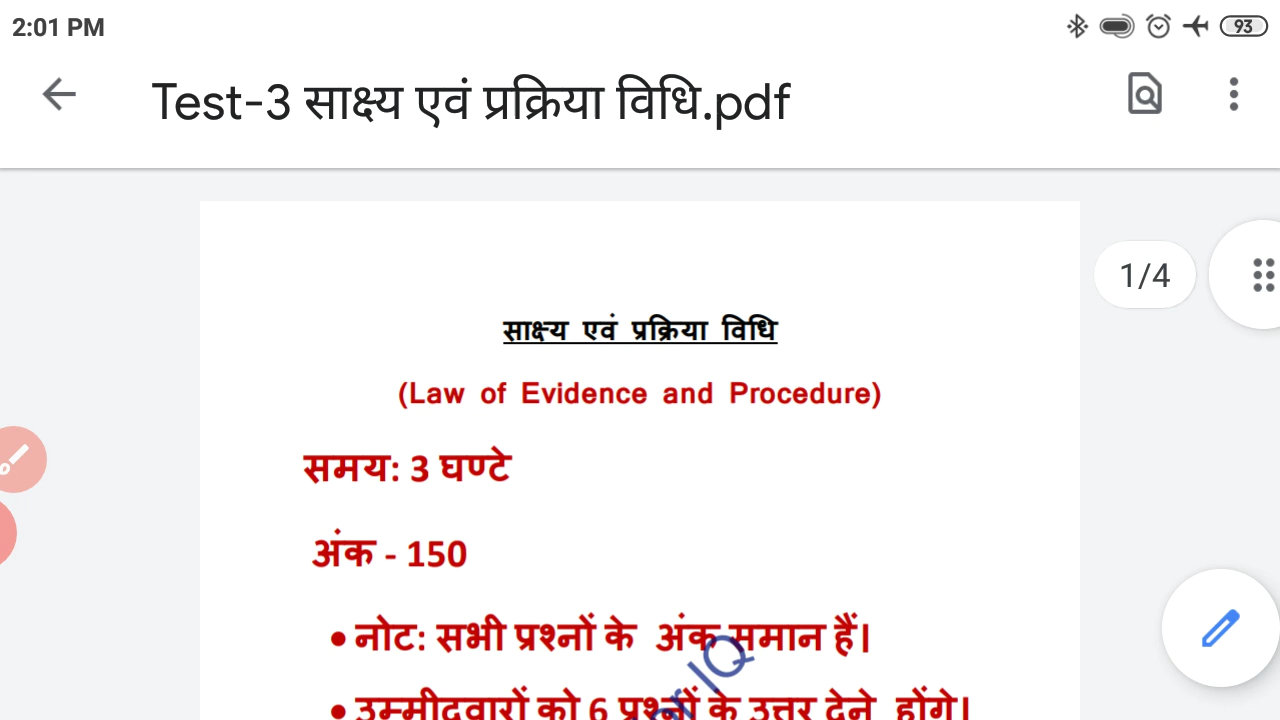 2:01 PM
93
Test-3 साक्ष्य एवं प्रक्रिया विधि.pdf
1/4
साक्ष्य एवं प्रक्रिया विधि
(Law of Evidence and Procedure)
समय: 3 घण्टे
अंक - 150
• नोट: सभी प्रश्नों के अंक समान हैं।
• उम्मीदवारों को 6 प्रश्नों के उत्तर देने होंगे।
IQ